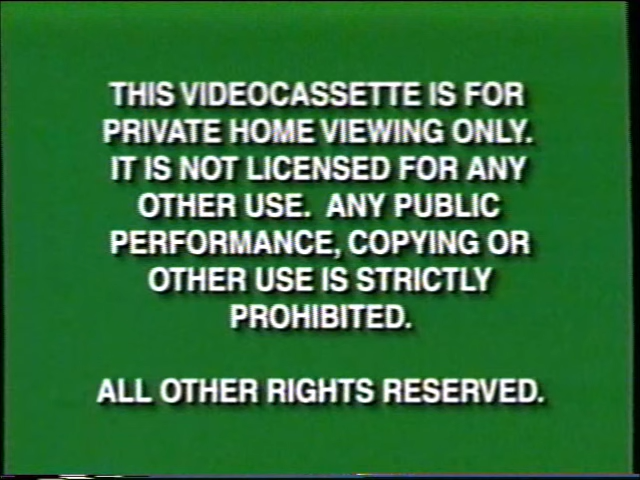 THIS VIDEOCASSETTE IS FOR
PRIVATE HOME VIEWING ONLY.
IT IS NOT LICENSED FOR ANY
OTHER USE.  ANY PUBLIC
PERFORMANCE, COPYING OR
OTHER USE IS STRICTLY
PROHIBITED.
ALL OTHER RIGHTS RESERVED.